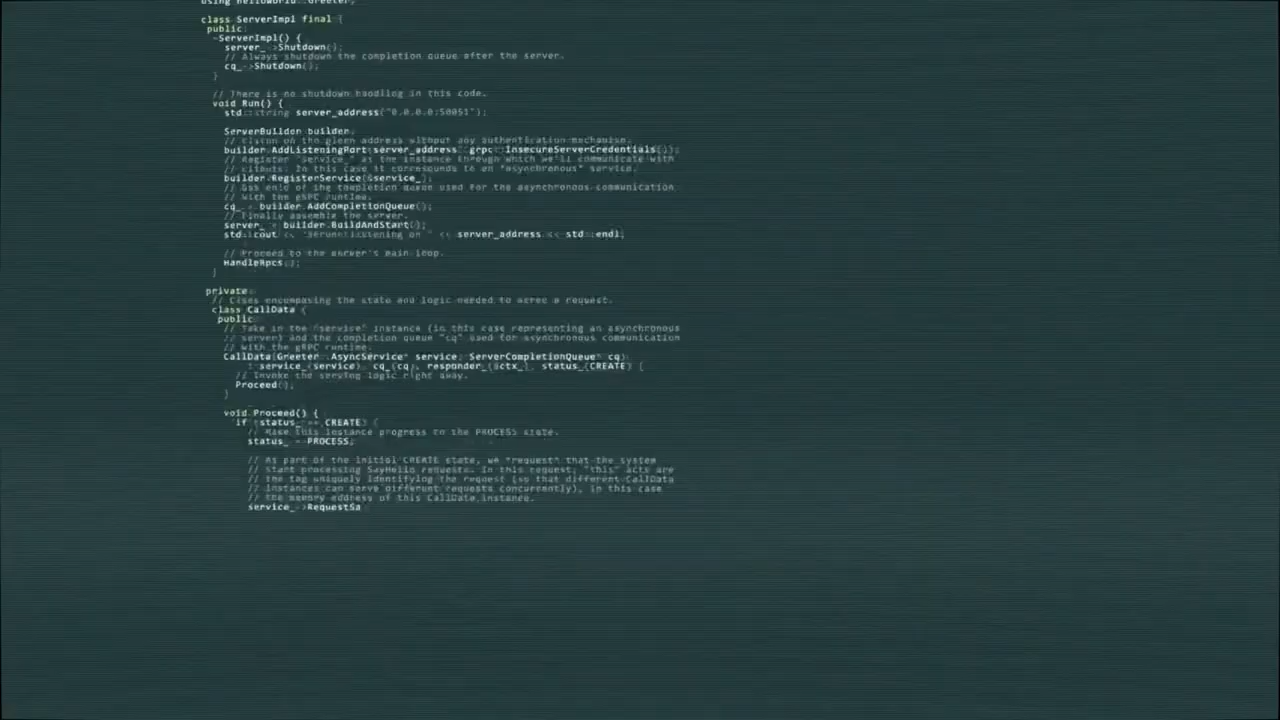 using helloworld::Greeter;
class ServerImpl final {
public:
~ServerImpl() {
server_->Shutdown();
// Always shutdown the completion queue after the server.
cq_->Shutdown();
}
// There is no shutdown handling in this code.
void Run() {
std::string server_address("0.0.0.0:50051");
ServerBuilder builder;
// Listen on the given address without any authentication mechanism.
builder.AddListeningPort(server_address, grpc::InsecureServerCredentials());
// Register "service_" as the instance through which we'll communicate with
// clients. In this case it corresponds to an *asynchronous* service.
builder.RegisterService(&service_);
// Get hold of the completion queue used for the asynchronous communication
// with the gRPC runtime.
cq_ = builder.AddCompletionQueue();
// Finally assemble the server.
server_ = builder.BuildAndStart();
std::cout << "Server listening on " << server_address << std::endl;
// Proceed to the server's main loop.
HandleRpcs();
}
private:
// Class encompasing the state and logic needed to serve a request.
class CallData {
public:
// Take in the "service" instance (in this case representing an asynchronous
// server) and the completion queue "cq" used for asynchronous communication
// with the gRPC runtime.
CallData(Greeter::AsyncService* service, ServerCompletionQueue* cq)
: service_(service), cq_(cq), responder_(&ctx_), status_(CREATE) {
// Invoke the serving logic right away.
Proceed();
}
void Proceed() {
if (status_ == CREATE) {
// Make this instance progress to the PROCESS state.
status_ = PROCESS;
// As part of the initial CREATE state, we *request* that the system
// start processing SayHello requests. In this request, "this" acts are
// the tag uniquely identifying the request (so that different CallData
// instances can serve different requests concurrently), in this case
// the memory address of this CallData instance.
service_->RequestSa